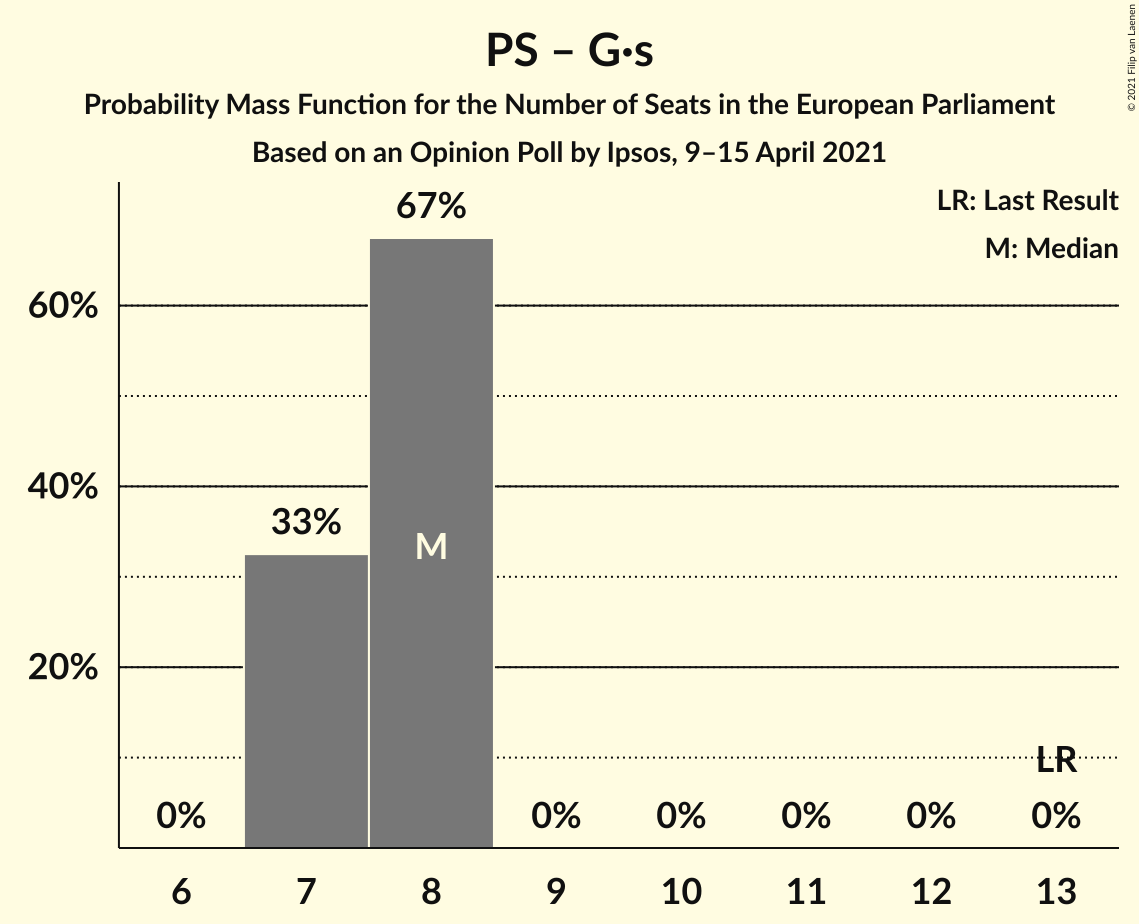 PS – G·s
Probability Mass Function for the Number of Seats in the European Parliament
Based on an Opinion Poll by Ipsos, 9–15 April 2021
© 2021 Filip van Laenen
LR: Last Result
M: Median
67%
60%
40%
33%
M
20%
LR
0% 0% 0% 0% 0% 0%
6 7 8 9 10 11 12 13